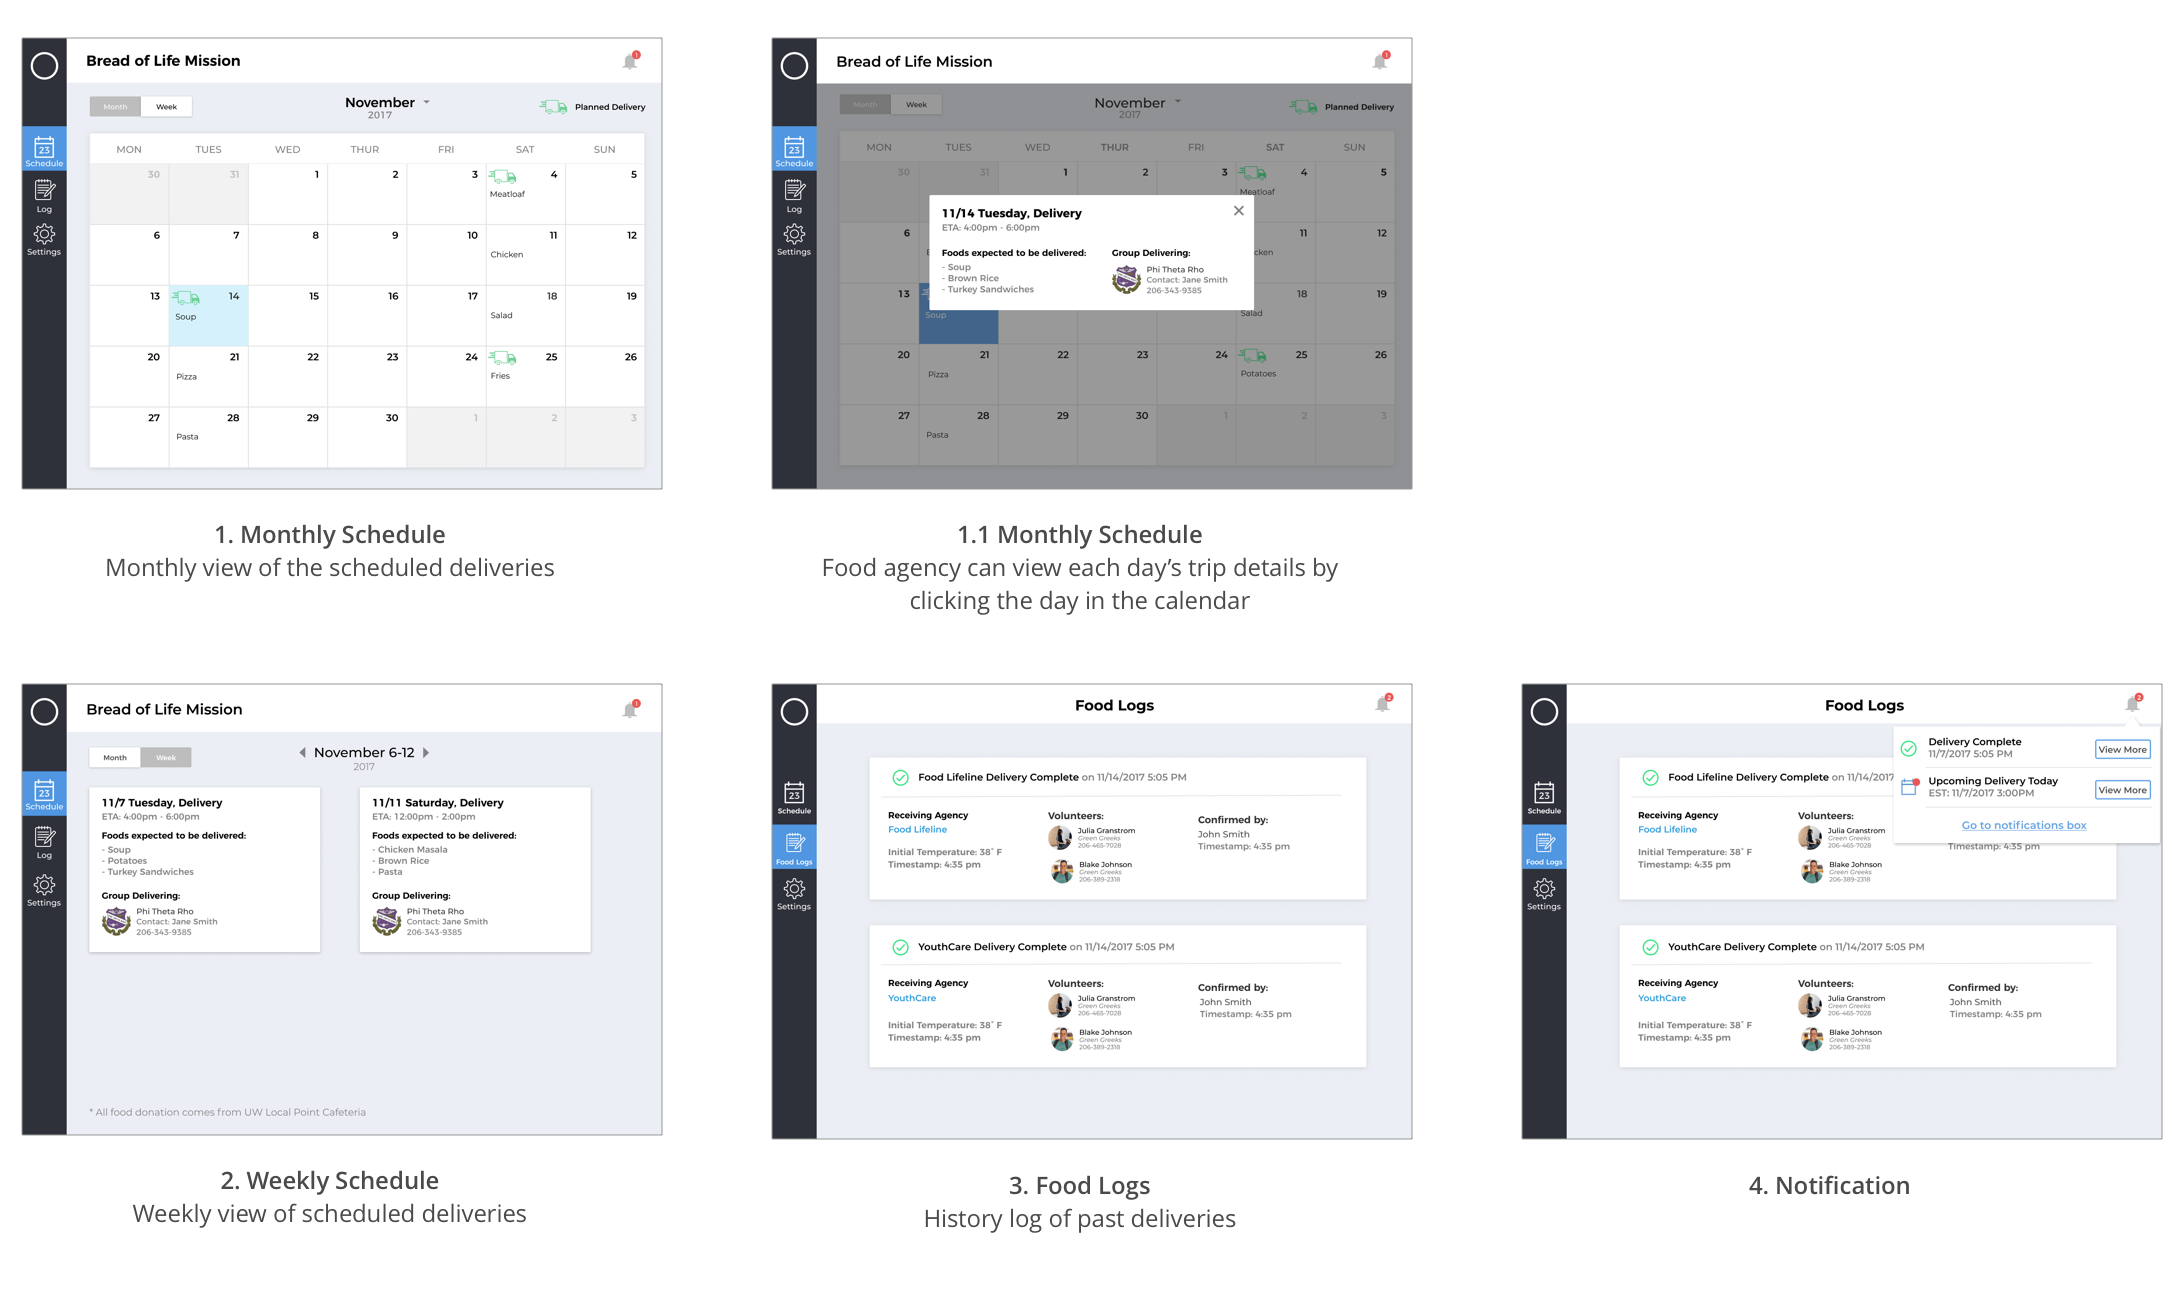 Bread of Life Mission
1
Month
Week
November
2017
Planned Delivery
23
Schedule
Log
Settings
MON TUES WED THUR FRI SAT SUN
30 31 1 2 3 4 5
Meatloaf
6 7 8 9 10 11 12
Chicken
13 14 15 16 17 18 19
Soup
Salad
20 21 22 23 24 25 26
Pizza
Fries
27 28 29 30 1 2 3
Pasta
1. Monthly Schedule
Monthly view of the scheduled deliveries
Bread of Life Mission
1
Month
Week
November
2017
Planned Delivery
23
Schedule
Log
Settings
MON TUES WED THUR FRI SAT SUN
30 31 1 2 3 4 5
Meatloaf
6 11 12
13 18 19
Soup
Salad
20 21 22 23 24 25 26
Pizza
Potatoes
27 28 29 30 1 2 3
Pasta
11/14 Tuesday, Delivery
ETA: 4:00pm - 6:00pm
Foods expected to be delivered:
- Soup
- Brown Rice
- Turkey Sandwiches
Group Delivering:
Phi Theta Rho
Contact: Jane Smith
206-343-9385
1.1 Monthly Schedule
Food agency can view each day's trip details by
clicking the day in the calendar
Bread of Life Mission
1
Month
Week
November 6-12
2017
23
Schedule
Log
Settings
11/7 Tuesday, Delivery
ETA: 4:00pm - 6:00pm
Foods expected to be delivered:
- Soup
- Potatoes
- Turkey Sandwiches
Group Delivering:
Phi Theta Rho
Contact: Jane Smith
206-343-9385
11/11 Saturday, Delivery
ETA: 12:00pm - 2:00pm
Foods expected to be delivered:
- Chicken Masala
- Brown Rice
- Pasta
Group Delivering:
Phi Theta Rho
Contact: Jane Smith
206-343-9385
* All food donation comes from UW Local Point Cafeteria
2. Weekly Schedule
Weekly view of scheduled deliveries
Food Logs
2
23
Schedule
Food Logs
Settings
Food Lifeline Delivery Complete on 11/14/2017 5:05 PM
Receiving Agency
Food Lifeline
Initial Temperature: 38° F
Timestamp: 4:35 pm
Volunteers:
Julia Granstrom
Green Greeks
206-465-7028
Blake Johnson
Green Greeks
206-389-2318
Confirmed by:
John Smith
Timestamp: 4:35 pm
YouthCare Delivery Complete on 11/14/2017 5:05 PM
Receiving Agency
YouthCare
Initial Temperature: 38° F
Timestamp: 4:35 pm
Volunteers:
Julia Granstrom
Green Greeks
206-465-7028
Blake Johnson
Green Greeks
206-389-2318
Confirmed by:
John Smith
Timestamp: 4:35 pm
3. Food Logs
History log of past deliveries
Food Logs
2
23
Schedule
Food Logs
Settings
Delivery Complete
11/7/2017 5:05 PM
View More
Upcoming Delivery Today
EST: 11/7/2017 3:00PM
View More
Go to notifications box
Food Lifeline Delivery Complete on 11/14/2017
Receiving Agency
Food Lifeline
Initial Temperature: 38° F
Timestamp: 4:35 pm
Volunteers:
Julia Granstrom
Green Greeks
206-465-7028
Blake Johnson
Green Greeks
206-389-2318
Timestamp: 4:35 pm
YouthCare Delivery Complete on 11/14/2017 5:05 PM
Receiving Agency
YouthCare
Initial Temperature: 38° F
Timestamp: 4:35 pm
Volunteers:
Julia Granstrom
Green Greeks
206-465-7028
Blake Johnson
Green Greeks
206-389-2318
Confirmed by:
John Smith
Timestamp: 4:35 pm
4. Notification